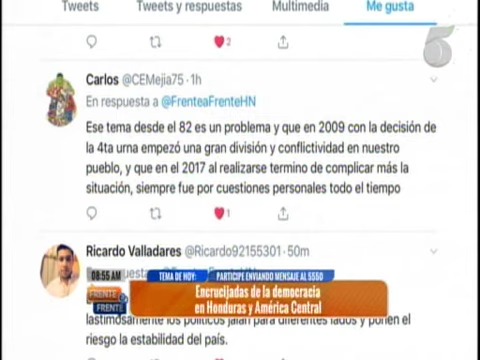 Tweets
Tweets y respuestas
Multimedia
Me gusta
5
2
Carlos @CEMejia75 · 1h
En respuesta a @FrenteaFrenteHN
Ese tema desde el 82 es un problema y que en 2009 con la decisión de
la 4ta urna empezó una gran división y conflictividad en nuestro
pueblo, y que en el 2017 al realizarse termino de complicar más la
situación, siempre fue por cuestiones personales todo el tiempo
1
Ricardo Valladares @Ricardo92155301 · 50m
08:55 AM
TEMA DE HOY:
PARTICIPE ENVIANDO MENSAJE AL 5550
FRENTE
a
FRENTE
Encrucijadas de la democracia
en Honduras y América Central
lastimosamente los políticos jalan para diferentes lados y ponen el
riesgo la estabilidad del país.